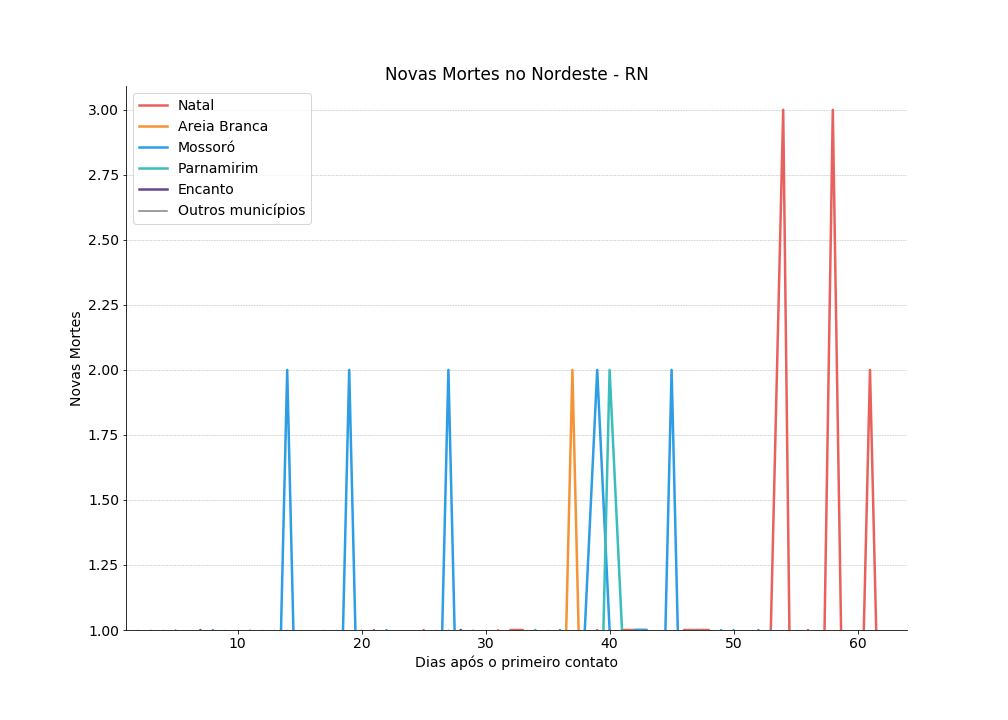 Novas Mortes no Nordeste - RN
Natal
Areia Branca
Mossoró
Parnamirim
Encanto
Outros municípios
Novas Mortes
3.00
2.75
2.50
2.25
2.00
1.75
1.50
1.25
1.00
10 20 30 40 50 60
Dias após o primeiro contato